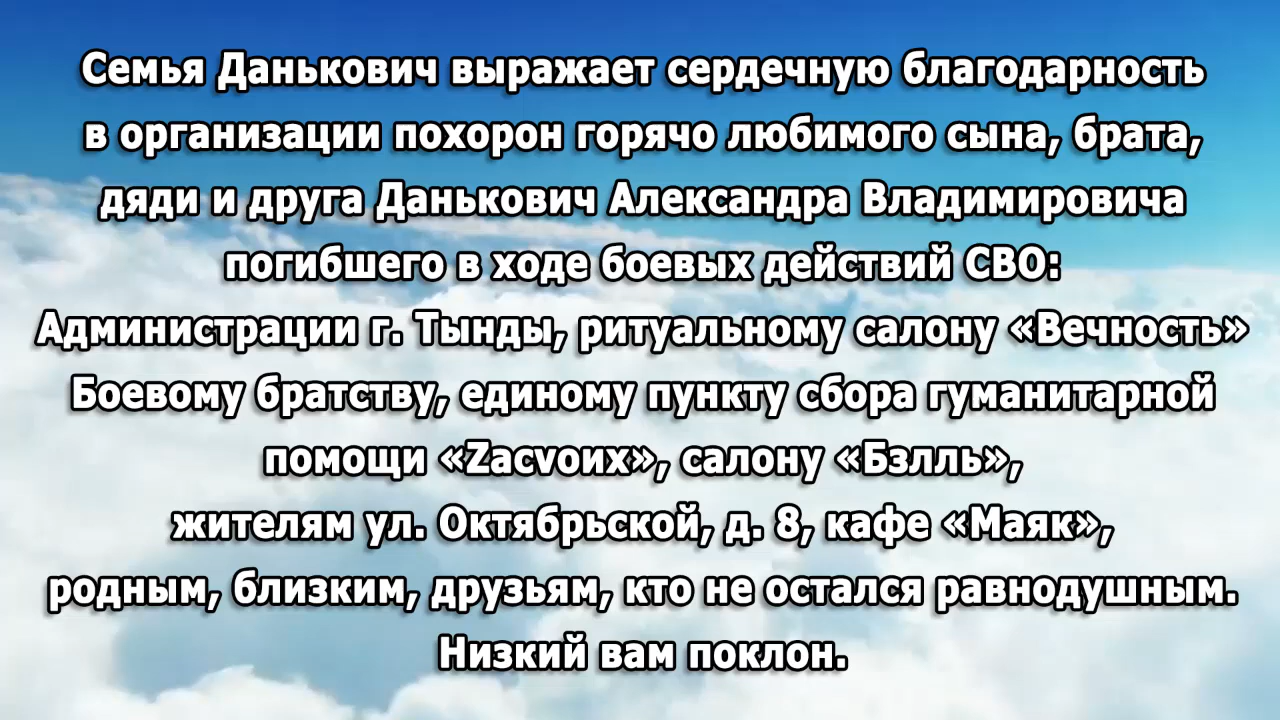 Семья Данькович выражает сердечную благодарность
в организации похорон горячо любимого сына, брата,
дяди и друга Данькович Александра Владимировича
погибшего в ходе боевых действий СВО:
Администрации г. Тынды, ритуальному салону «Вечность»
Боевому братству, единому пункту сбора гуманитарной
помощи «Zасvоих», салону «Бзлль»,
жителям ул. Октябрьской, д. 8, кафе «Маяк»,
родным, близким, друзьям, кто не остался равнодушным.
Низкий вам поклон.